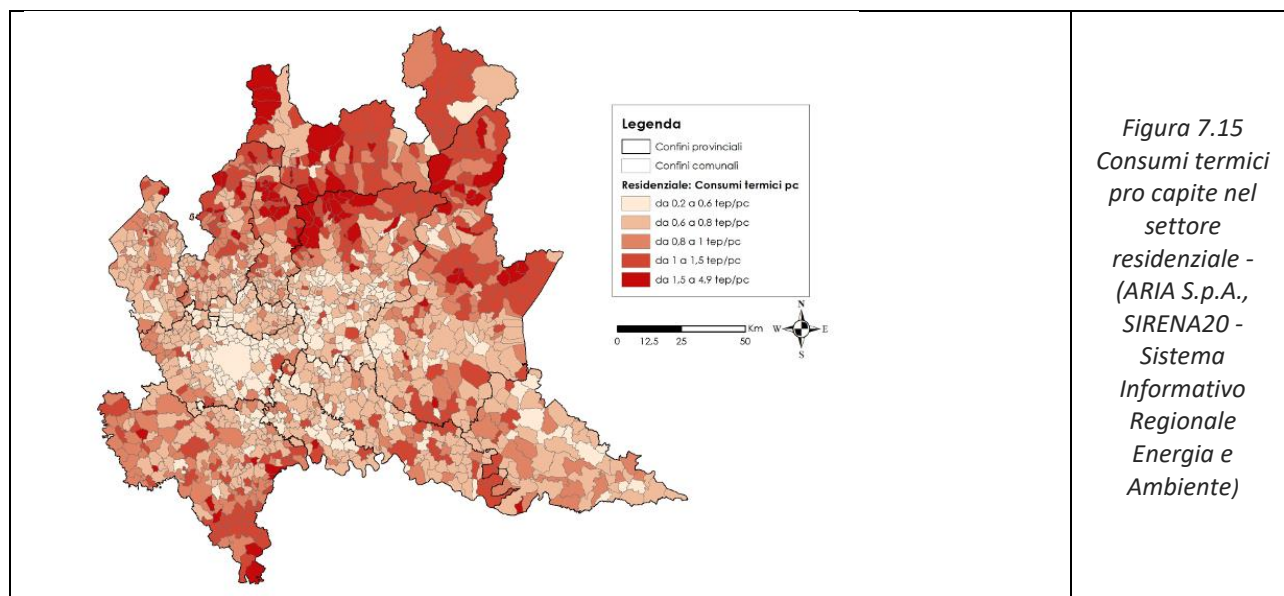 Legenda
Confini provinciali
Confini comunali
Residenziale: Consumi termici pc
da 0,2 a 0.6 tep/pc
da 0,6 a 0.8 tep/pc
da 0,8 a 1 tep/pc
da 1 a 1,5 tep/pc
da 1,5 a 4.9 tep/pc
N
Km
W
E
0
12,5
25
50
S
Figura 7.15
Consumi termici
pro capite nel
settore
residenziale -
(ARIA S.p.A.,
SIRENA20 -
Sistema
Informativo
Regionale
Energia e
Ambiente)